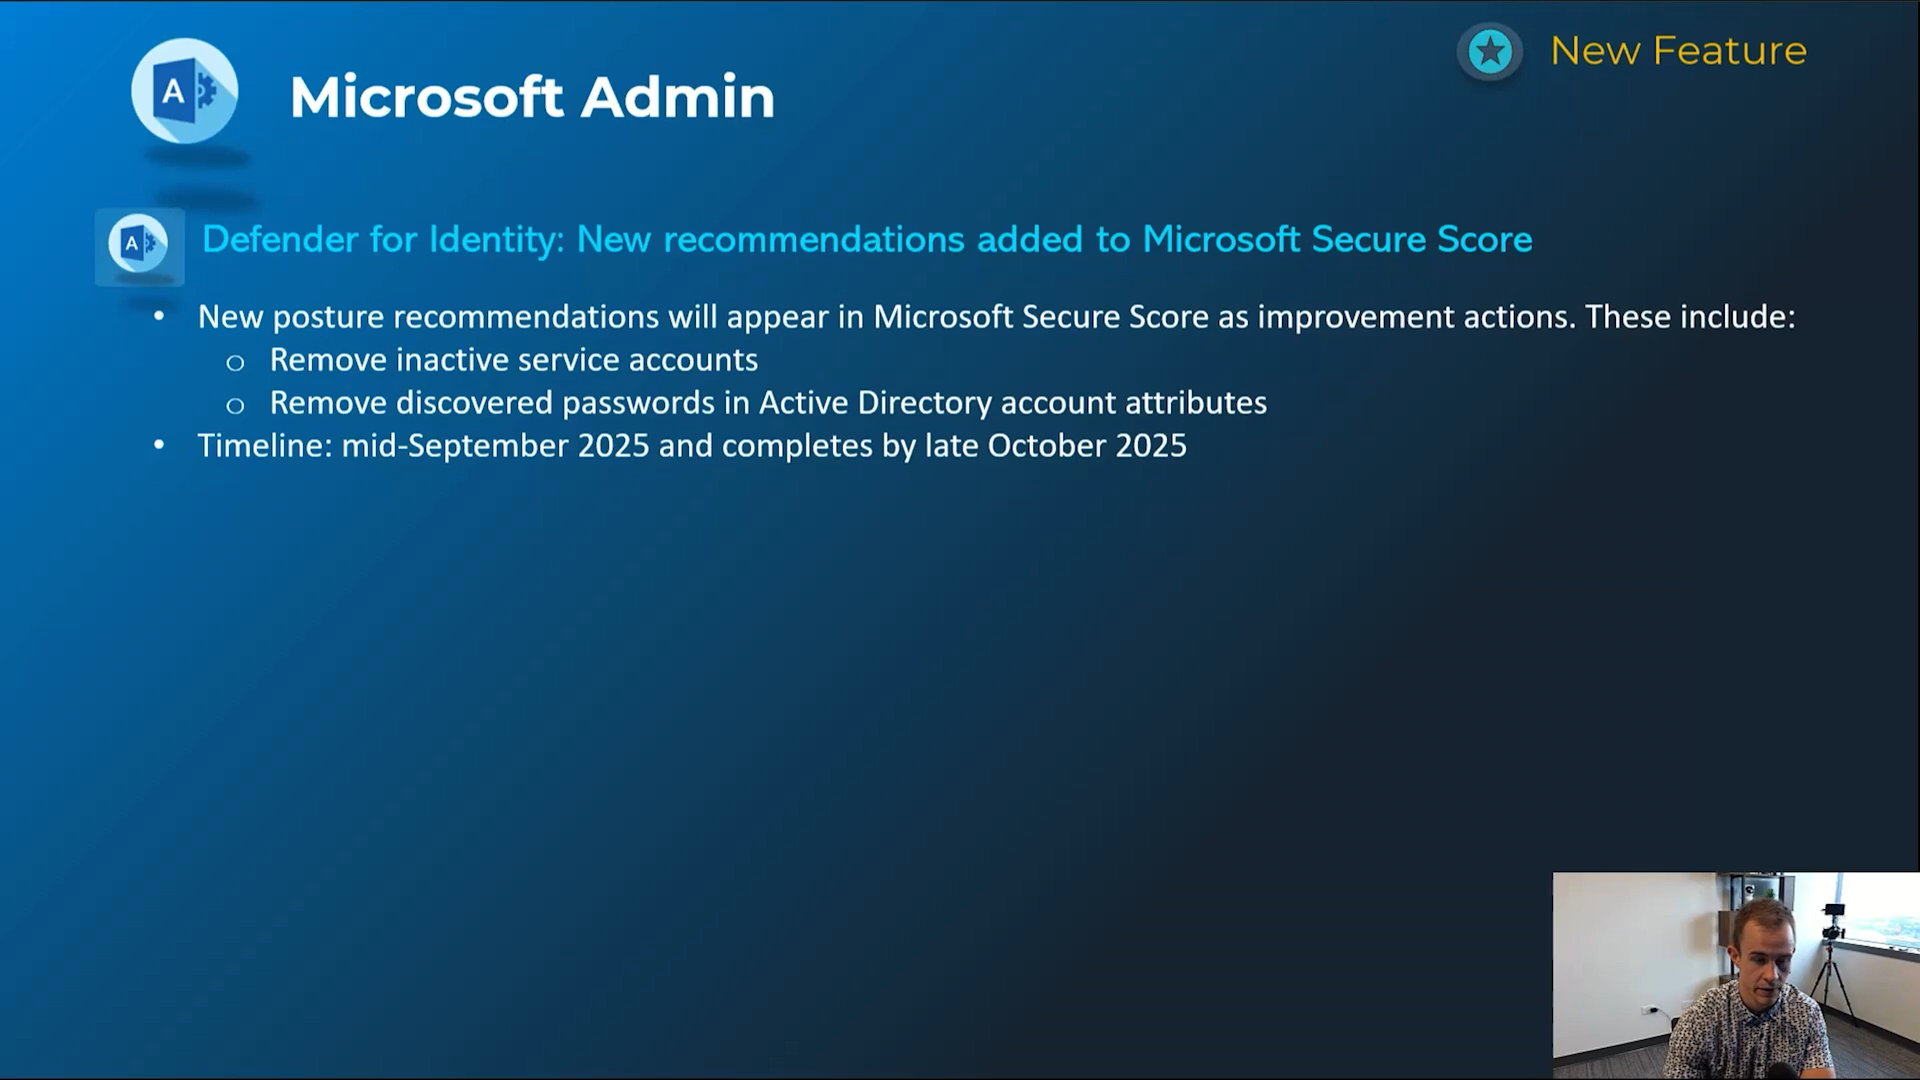 New Feature
A
Microsoft Admin
A
Defender for Identity: New recommendations added to Microsoft Secure Score
• New posture recommendations will appear in Microsoft Secure Score as improvement actions. These include:
o Remove inactive service accounts
o Remove discovered passwords in Active Directory account attributes
• Timeline: mid-September 2025 and completes by late October 2025